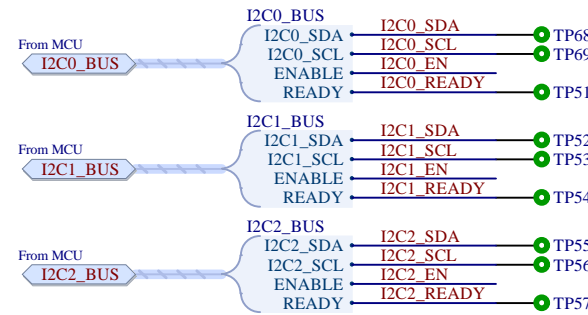 I2C0_BUS
I2C0_SDA I2C0_SDA TP68
From MCU I2C0_SCL I2C0_SCL TP69
I2C0_BUS ENABLE I2C0_EN
READY I2C0_READY TP51
I2C1_BUS
I2C1_SDA I2C1_SDA TP52
From MCU I2C1_SCL I2C1_SCL TP53
I2C1_BUS ENABLE I2C1_EN
READY I2C1_READY TP54
I2C2_BUS
I2C2_SDA I2C2_SDA TP55
From MCU I2C2_SCL I2C2_SCL TP56
I2C2_BUS ENABLE I2C2_EN
READY I2C2_READY TP57